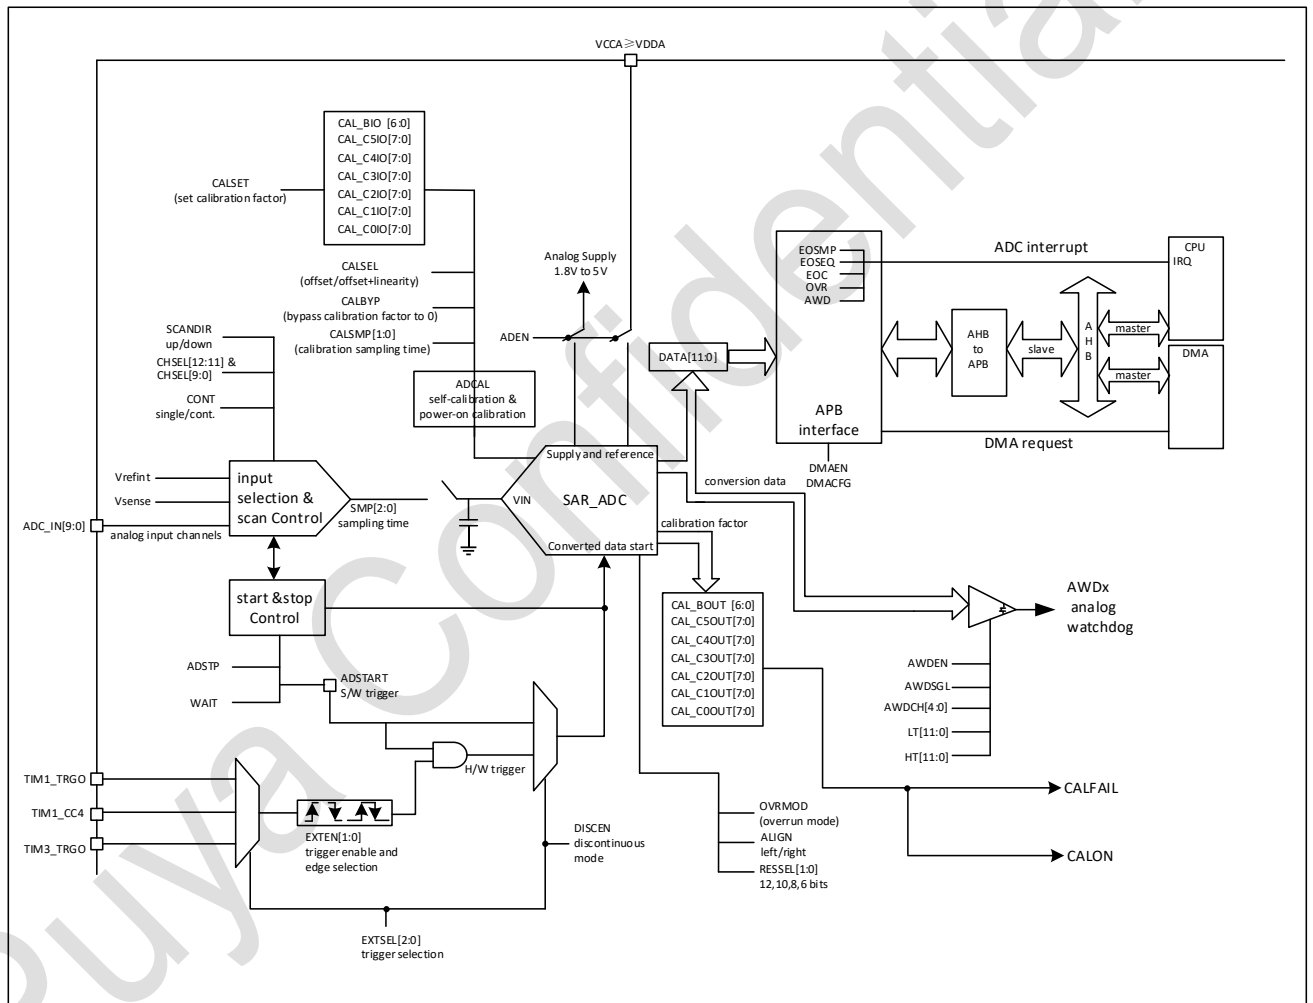 VCCA≥VDDA
CAL_BIO [6:0]
CAL_C5IO[7:0]
CAL_C4IO[7:0]
CAL_C3IO[7:0]
CAL_C2IO[7:0]
CAL_C1IO[7:0]
CAL_C0IO[7:0]
CALSET
(set calibration factor)
CALSEL
(offset/offset+linearity)
CALBYP
(bypass calibration factor to 0)
CALSMP[1:0]
(calibration sampling time)
Analog Supply
1.8V to 5V
ADEN
SCANDIR
up/down
CHSEL[12:11] &
CHSEL[9:0]
CONT
single/cont.
ADCAL
self-calibration &
power-on calibration
DATA[11:0]
EOSMP
EOSEQ
EOC
OVR
AWD
APB
interface
DMAEN
DMACFG
ADC interrupt
CPU
IRQ
AHB
to
APB
slave
A
H
B
master
master
DMA
DMA request
Vrefint
Vsense
ADC_IN[9:0]
analog input channels
input
selection &
scan Control
SMP[2:0]
sampling time
Supply and reference
VIN
SAR_ADC
Converted data start
conversion data
calibration factor
start &stop
Control
ADSTP
WAIT
ADSTART
S/W trigger
CAL_BOUT [6:0]
CAL_C5OUT[7:0]
CAL_C4OUT[7:0]
CAL_C3OUT[7:0]
CAL_C2OUT[7:0]
CAL_C1OUT[7:0]
CAL_C0OUT[7:0]
AWDx
analog
watchdog
AWDEN
AWDSGL
AWDCH[4:0]
LT[11:0]
HT[11:0]
TIM1_TRGO
TIM1_CC4
TIM3_TRGO
H/W trigger
EXTEN[1:0]
trigger enable and
edge selection
DISCEN
discontinuous
mode
OVRMOD
(overrun mode)
ALIGN
left/right
RESSEL[1:0]
12,10,8,6 bits
CALFAIL
CALON
EXTSEL[2:0]
trigger selection
Puya Confidential